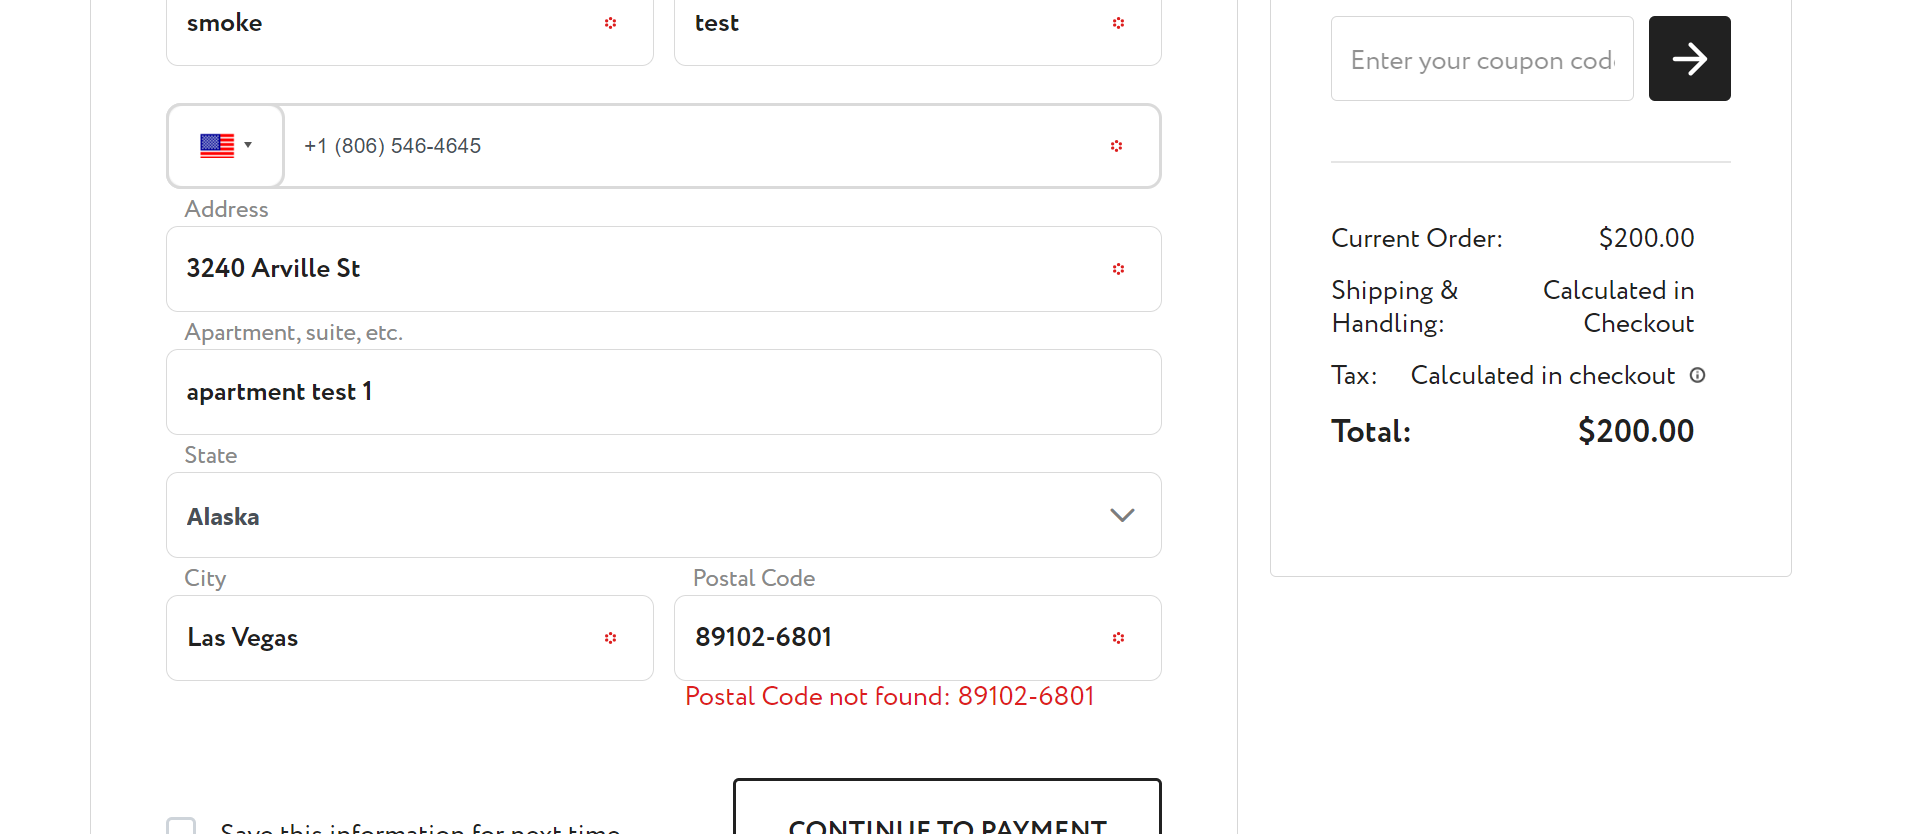 smoke
test
Enter your coupon cod
+1 (806) 546-4645
Address
3240 Arville St
Apartment, suite, etc.
apartment test 1
State
Alaska
City
Postal Code
Las Vegas
89102-6801
Postal Code not found: 89102-6801
Save this information for next time
CONTINUE TO PAYMENT
Current Order: $200.00
Shipping & Handling: Calculated in Checkout
Tax: Calculated in checkout
Total: $200.00